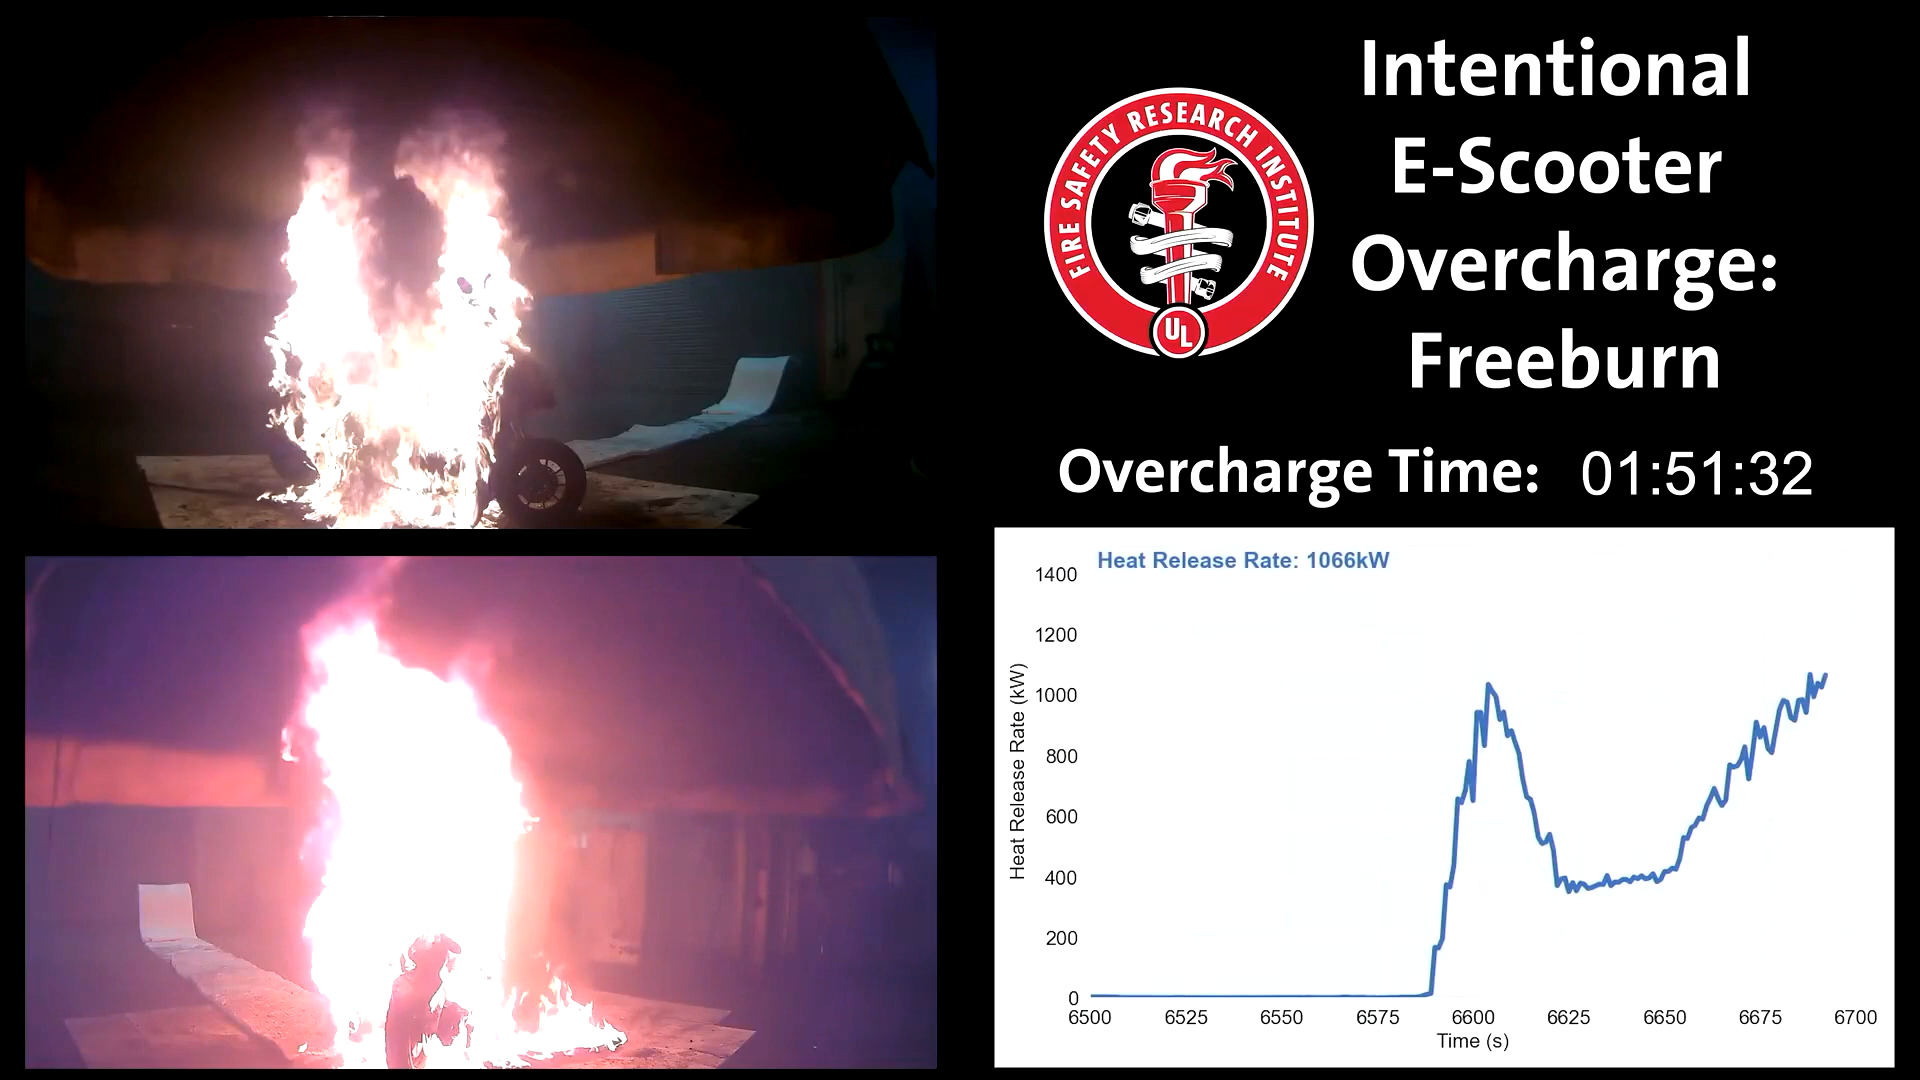 FIRE SAFETY RESEARCH INSTITUTE
UL
Intentional
E-Scooter
Overcharge:
Freeburn
Overcharge Time: 01:51:32
Heat Release Rate: 1066kW
Heat Release Rate (kW)
1400
1200
1000
800
600
400
200
0
6500 6525 6550 6575 6600 6625 6650 6675 6700
Time (s)